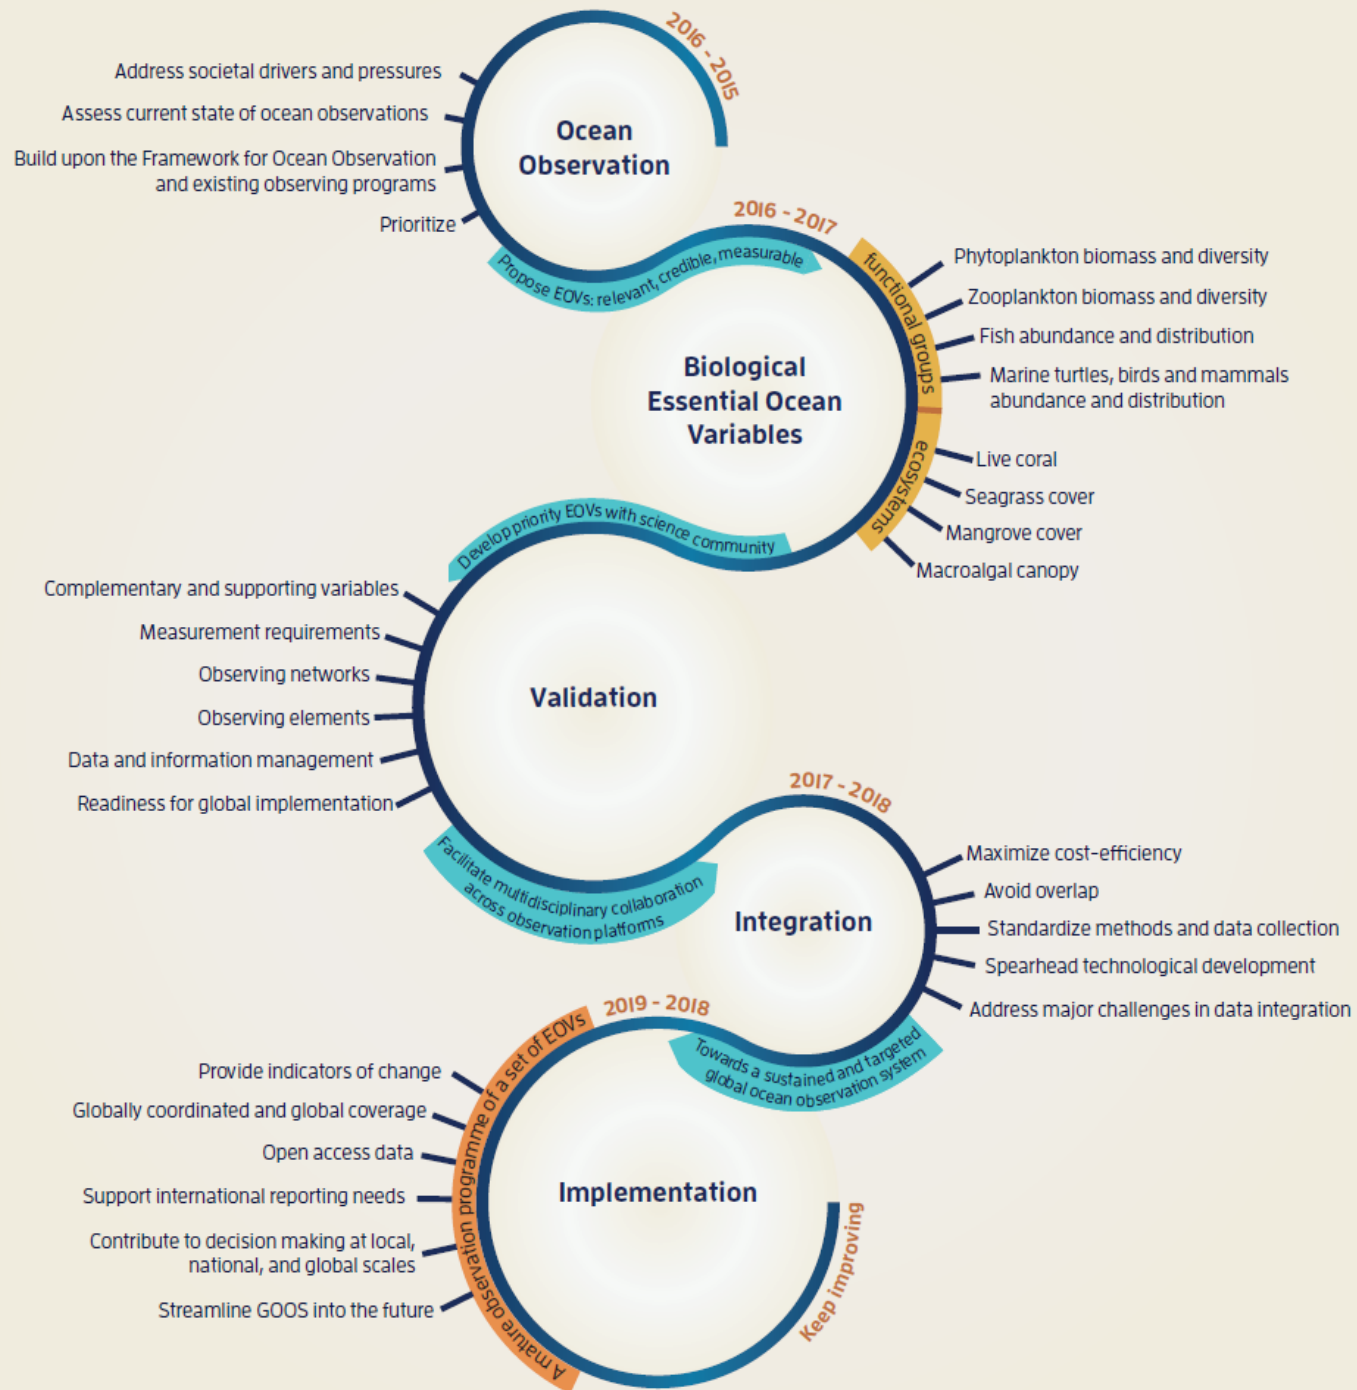 2016 - 2015
Address societal drivers and pressures
Assess current state of ocean observations
Build upon the Framework for Ocean Observation
and existing observing programs
Prioritize
Ocean
Observation
Propose EOVs: relevant, credible, measurable
2016 - 2017
Biological
Essential Ocean
Variables
functional groups
Phytoplankton biomass and diversity
Zooplankton biomass and diversity
Fish abundance and distribution
Marine turtles, birds and mammals
abundance and distribution
ecosystems
Live coral
Seagrass cover
Mangrove cover
Macroalgal canopy
Develop priority EOVs with science community
Complementary and supporting variables
Measurement requirements
Observing networks
Observing elements
Data and information management
Readiness for global implementation
Validation
Facilitate multidisciplinary collaboration
across observation platforms
2017 - 2018
Integration
Maximize cost-efficiency
Avoid overlap
Standardize methods and data collection
Spearhead technological development
Address major challenges in data integration
Towards a sustained and targeted
global ocean observation system
2019 - 2018
A mature observation programme of a set of EOVs
Provide indicators of change
Globally coordinated and global coverage
Open access data
Support international reporting needs
Contribute to decision making at local,
national, and global scales
Streamline GOOS into the future
Implementation
Keep improving